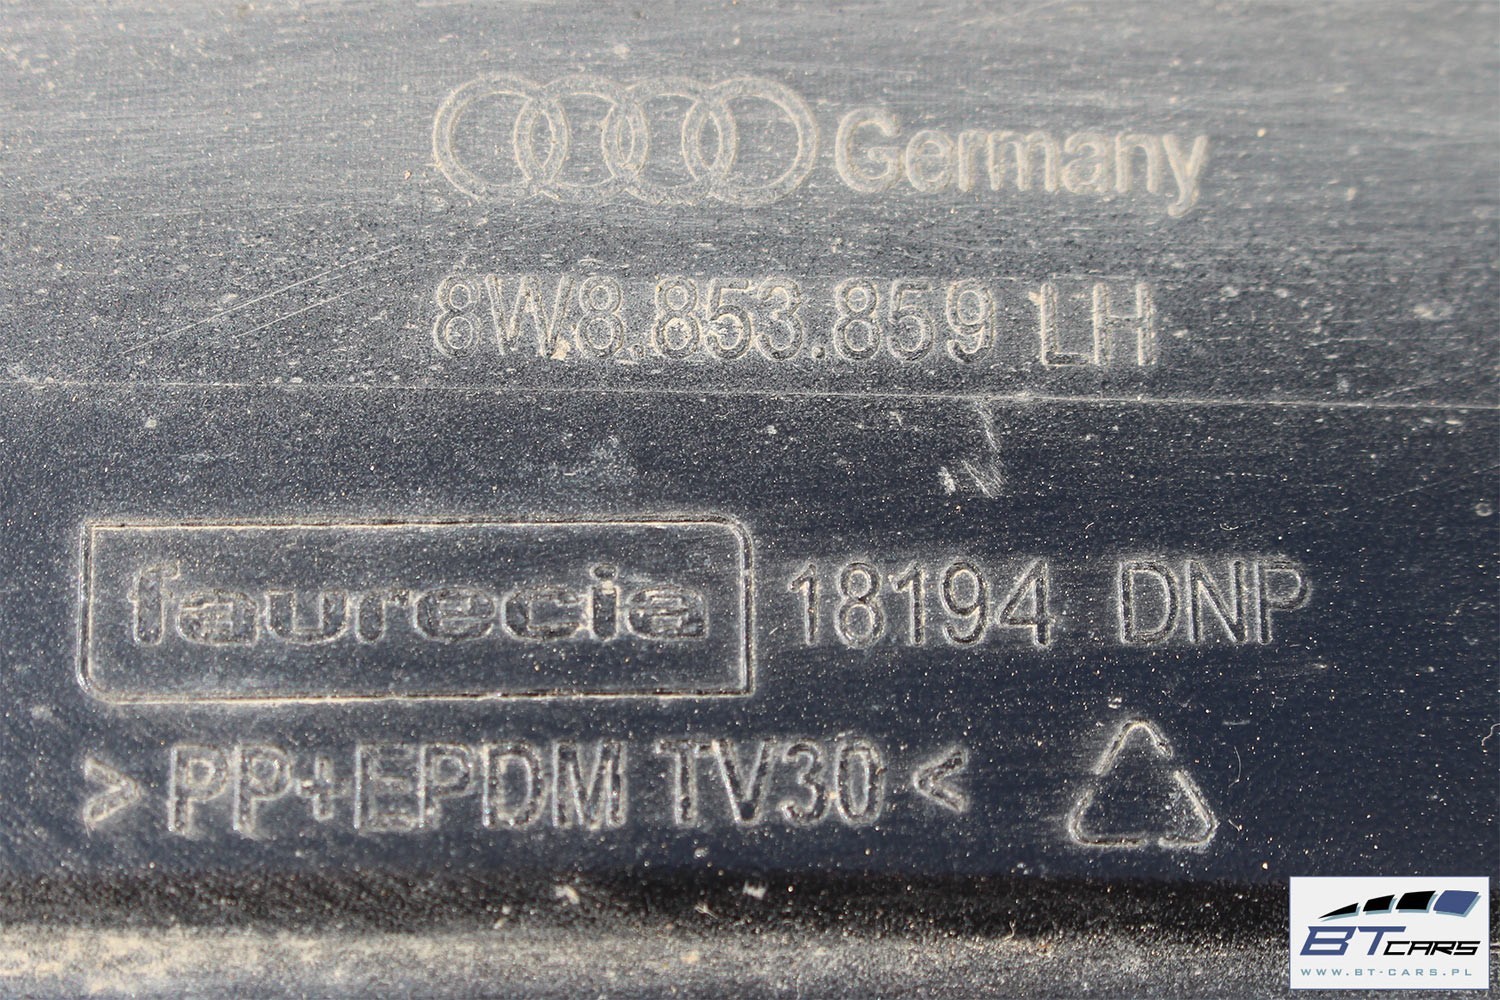 Germany
8W8.853.859 LH
faurecia 18194 DNP
>PP+EPDM TV30<
BT CARS
WWW.BT-CARS.PL